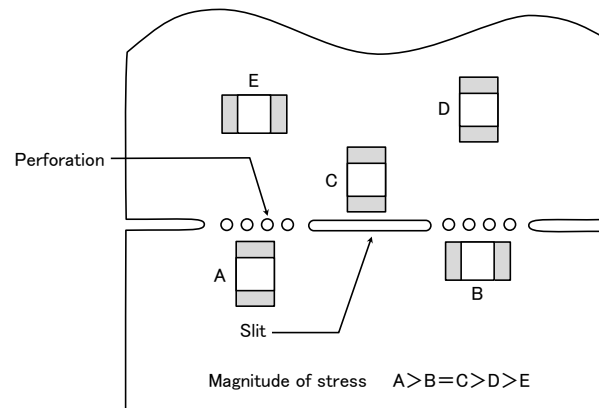 E
D
Perforation
C
A
B
Slit
Magnitude of stress A＞B＝C＞D＞E